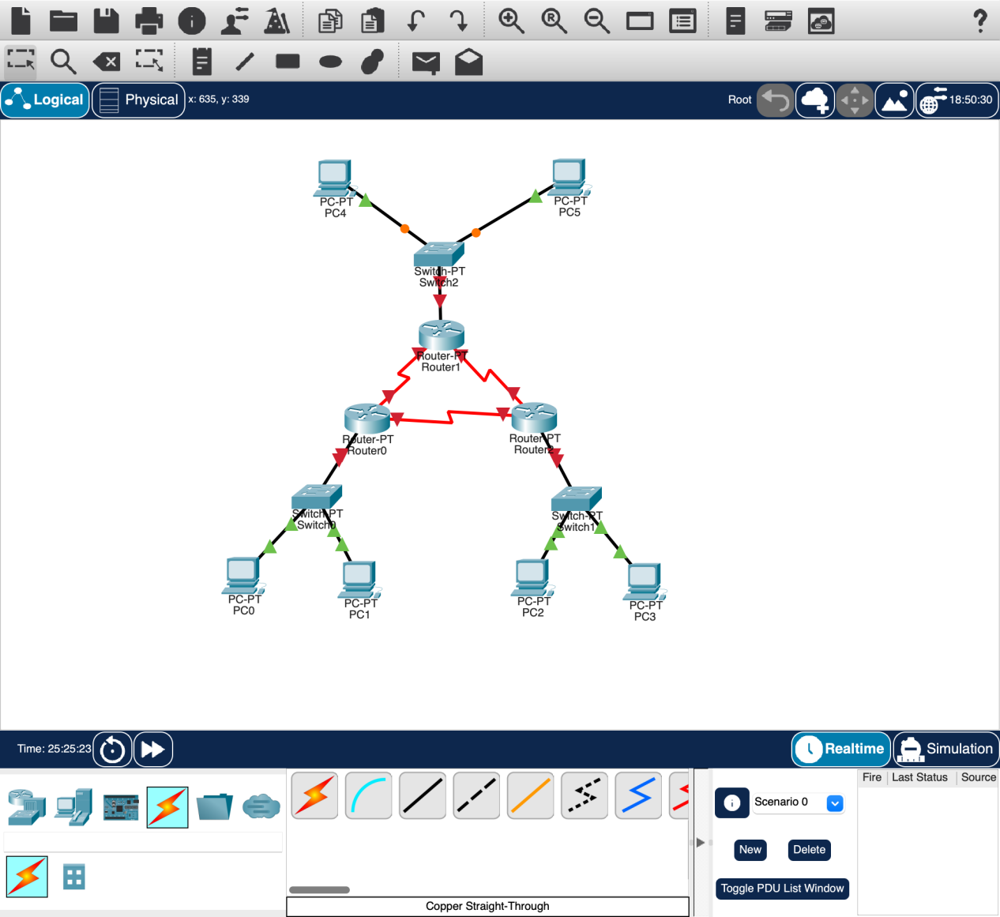 Logical
Physical
x: 635, y: 339
Root
18:50:30
PC-PT
PC4
PC-PT
PC5
Switch-PT
Switch2
Router-PT
Router1
Router-PT
Router0
Router-PT
Router2
Switch-PT
Switch0
Switch-PT
Switch1
PC-PT
PC0
PC-PT
PC1
PC-PT
PC2
PC-PT
PC3
Time: 25:25:23
Realtime
Simulation
Fire
Last Status
Source
Scenario 0
New
Delete
Toggle PDU List Window
Copper Straight-Through